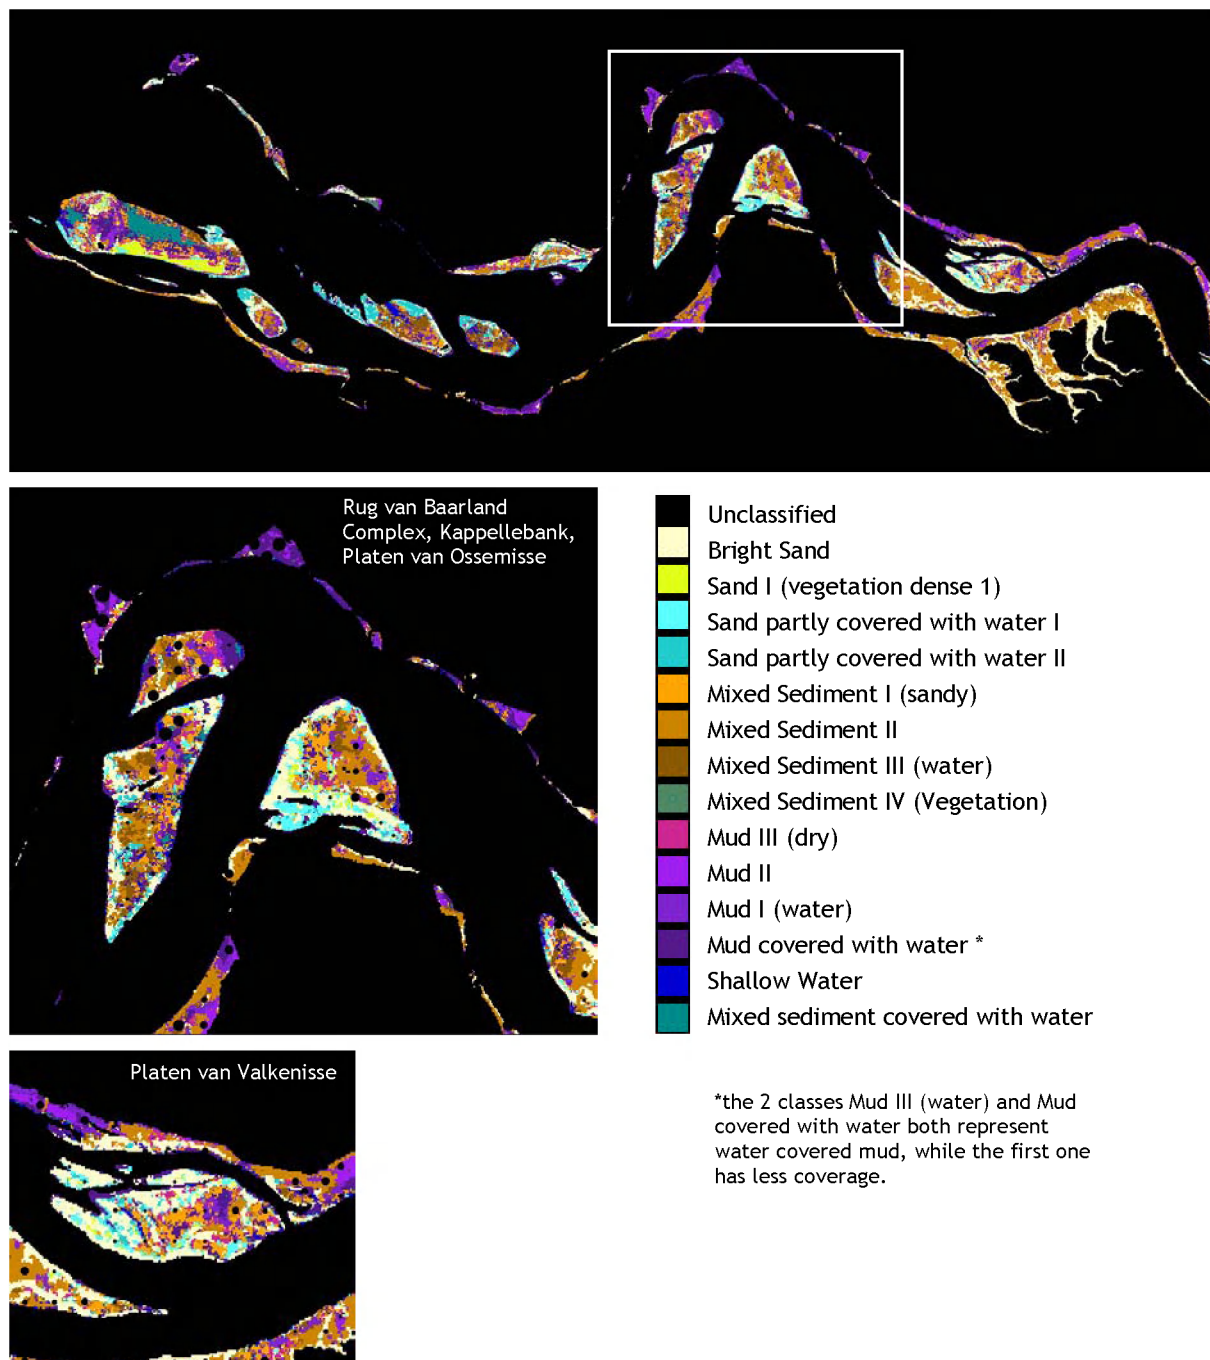 Rug van Baarland
Complex, Kappellebank,
Platen van Ossemisse
Unclassified
Bright Sand
Sand I (vegetation dense 1)
Sand partly covered with water I
Sand partly covered with water II
Mixed Sediment I (sandy)
Mixed Sediment II
Mixed Sediment III (water)
Mixed Sediment IV (Vegetation)
Mud III (dry)
Mud II
Mud I (water)
Mud covered with water *
Shallow Water
Mixed sediment covered with water
Platen van Valkenisse
*the 2 classes Mud III (water) and Mud
covered with water both represent
water covered mud, while the first one
has less coverage.